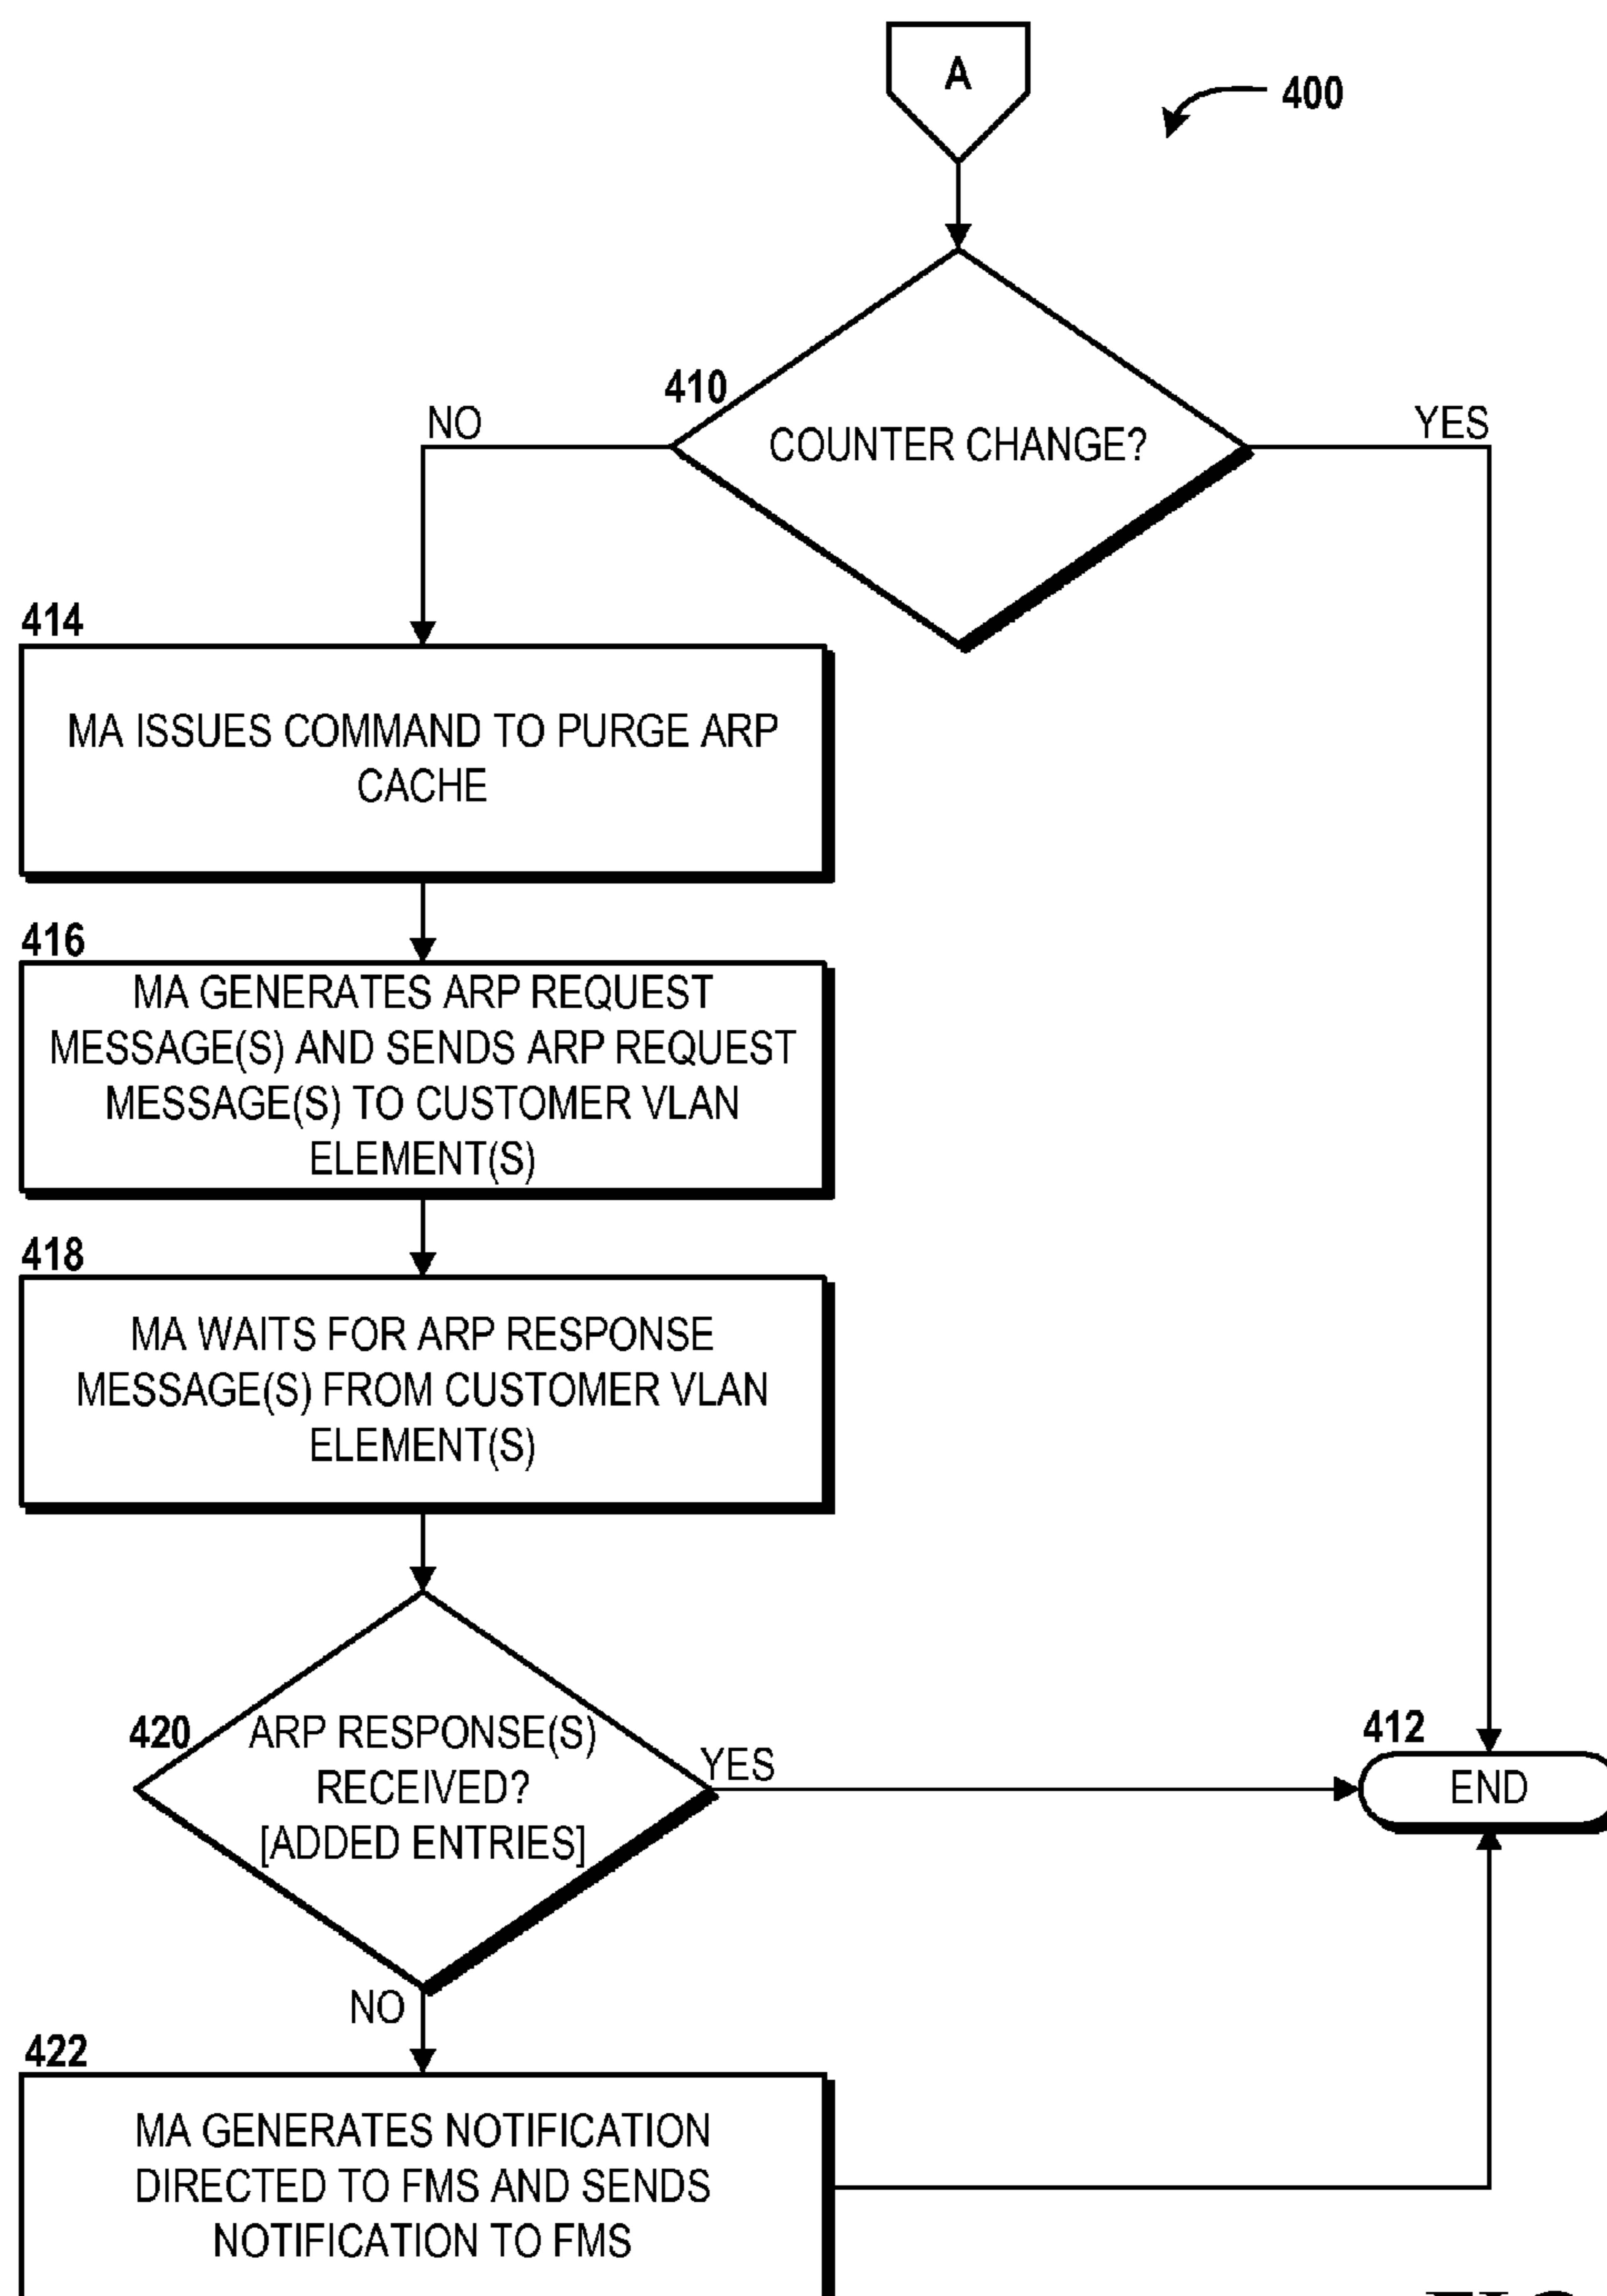 A
400
410
COUNTER CHANGE?
NO
YES
414
MA ISSUES COMMAND TO PURGE ARP
CACHE
416
MA GENERATES ARP REQUEST
MESSAGE(S) AND SENDS ARP REQUEST
MESSAGE(S) TO CUSTOMER VLAN
ELEMENT(S)
418
MA WAITS FOR ARP RESPONSE
MESSAGE(S) FROM CUSTOMER VLAN
ELEMENT(S)
420
ARP RESPONSE(S)
RECEIVED?
[ADDED ENTRIES]
YES
412
END
NO
422
MA GENERATES NOTIFICATION
DIRECTED TO FMS AND SENDS
NOTIFICATION TO FMS